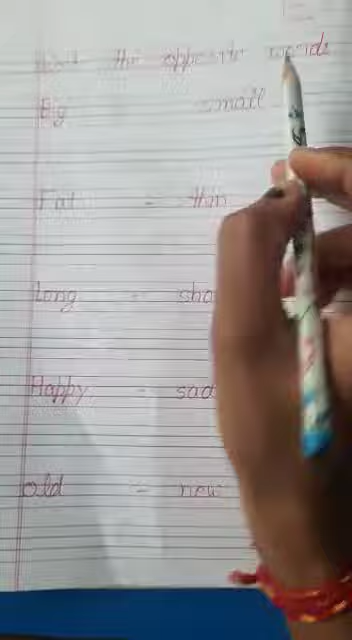 the opposite words
Big small
Fat - thin
Long - sho
Happy - sad
old - new